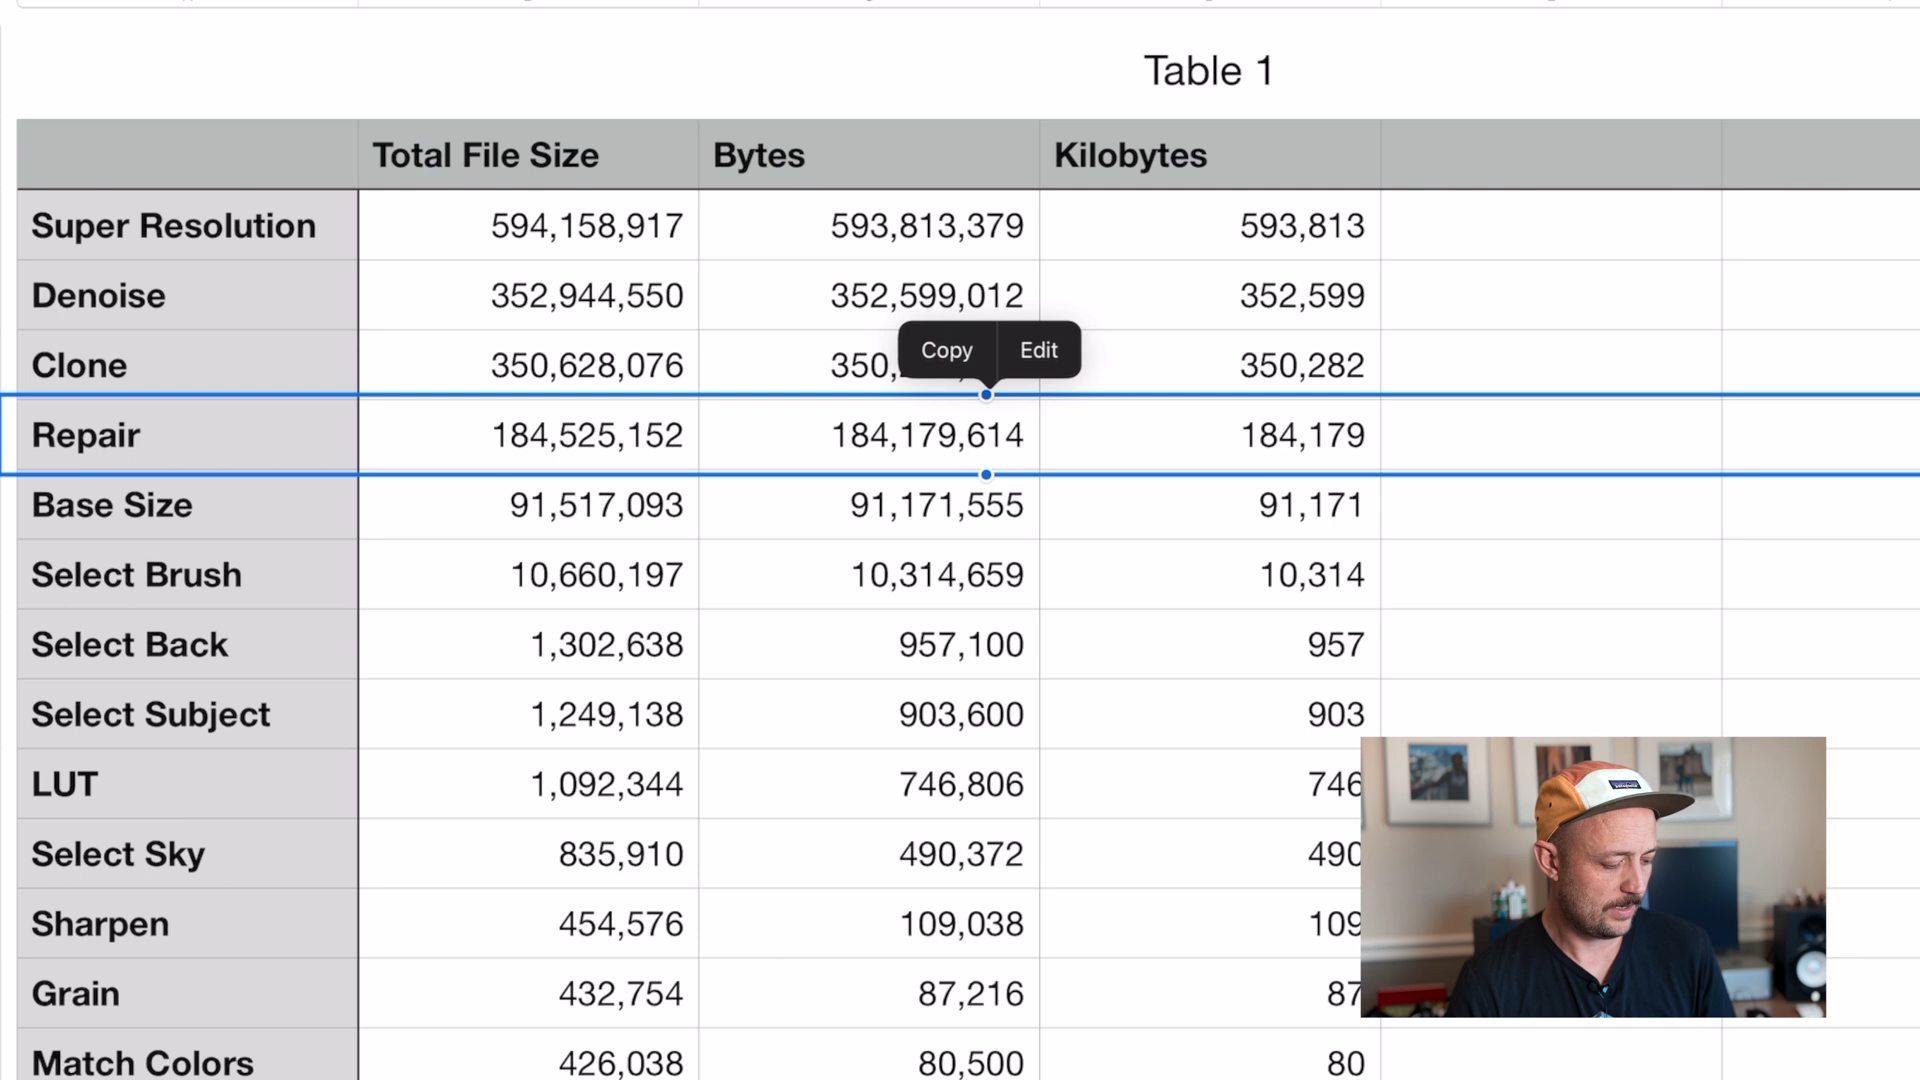 Table 1
Total File Size Bytes Kilobytes
Super Resolution 594,158,917 593,813,379 593,813
Denoise 352,944,550 352,599,012 352,599
Copy Edit
Clone 350,628,076 350, 350,282
Repair 184,525,152 184,179,614 184,179
Base Size 91,517,093 91,171,555 91,171
Select Brush 10,660,197 10,314,659 10,314
Select Back 1,302,638 957,100 957
Select Subject 1,249,138 903,600 903
LUT 1,092,344 746,806 746
Select Sky 835,910 490,372 490
Sharpen 454,576 109,038 109
Grain 432,754 87,216 87
Match Colors 426,038 80,500 80